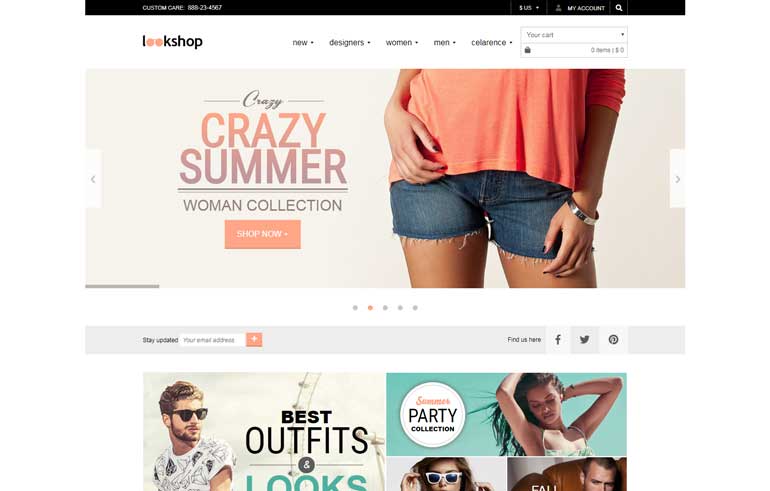 CUSTOM CARE: 888-23-4567
$ US
MY ACCOUNT
lookshop
new
designers
women
men
celarence
Your cart
0 items | $ 0
Crazy
CRAZY
SUMMER
WOMAN COLLECTION
SHOP NOW
Stay updated
Your email address
+
Find us here
BEST
OUTFITS
&
LOOKS
Summer
PARTY
COLLECTION
FALL